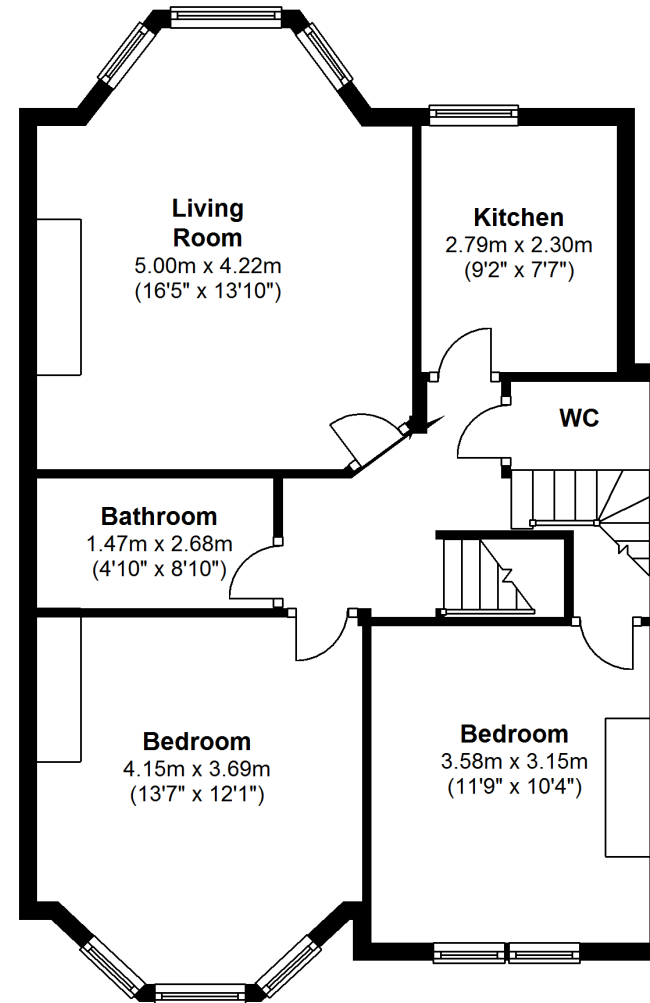 Living
Room
5.00m x 4.22m
(16'5" x 13'10")
Kitchen
2.79m x 2.30m
(9'2" x 7'7")
WC
Bathroom
1.47m x 2.68m
(4'10" x 8'10")
Bedroom
4.15m x 3.69m
(13'7" x 12'1")
Bedroom
3.58m x 3.15m
(11'9" x 10'4")